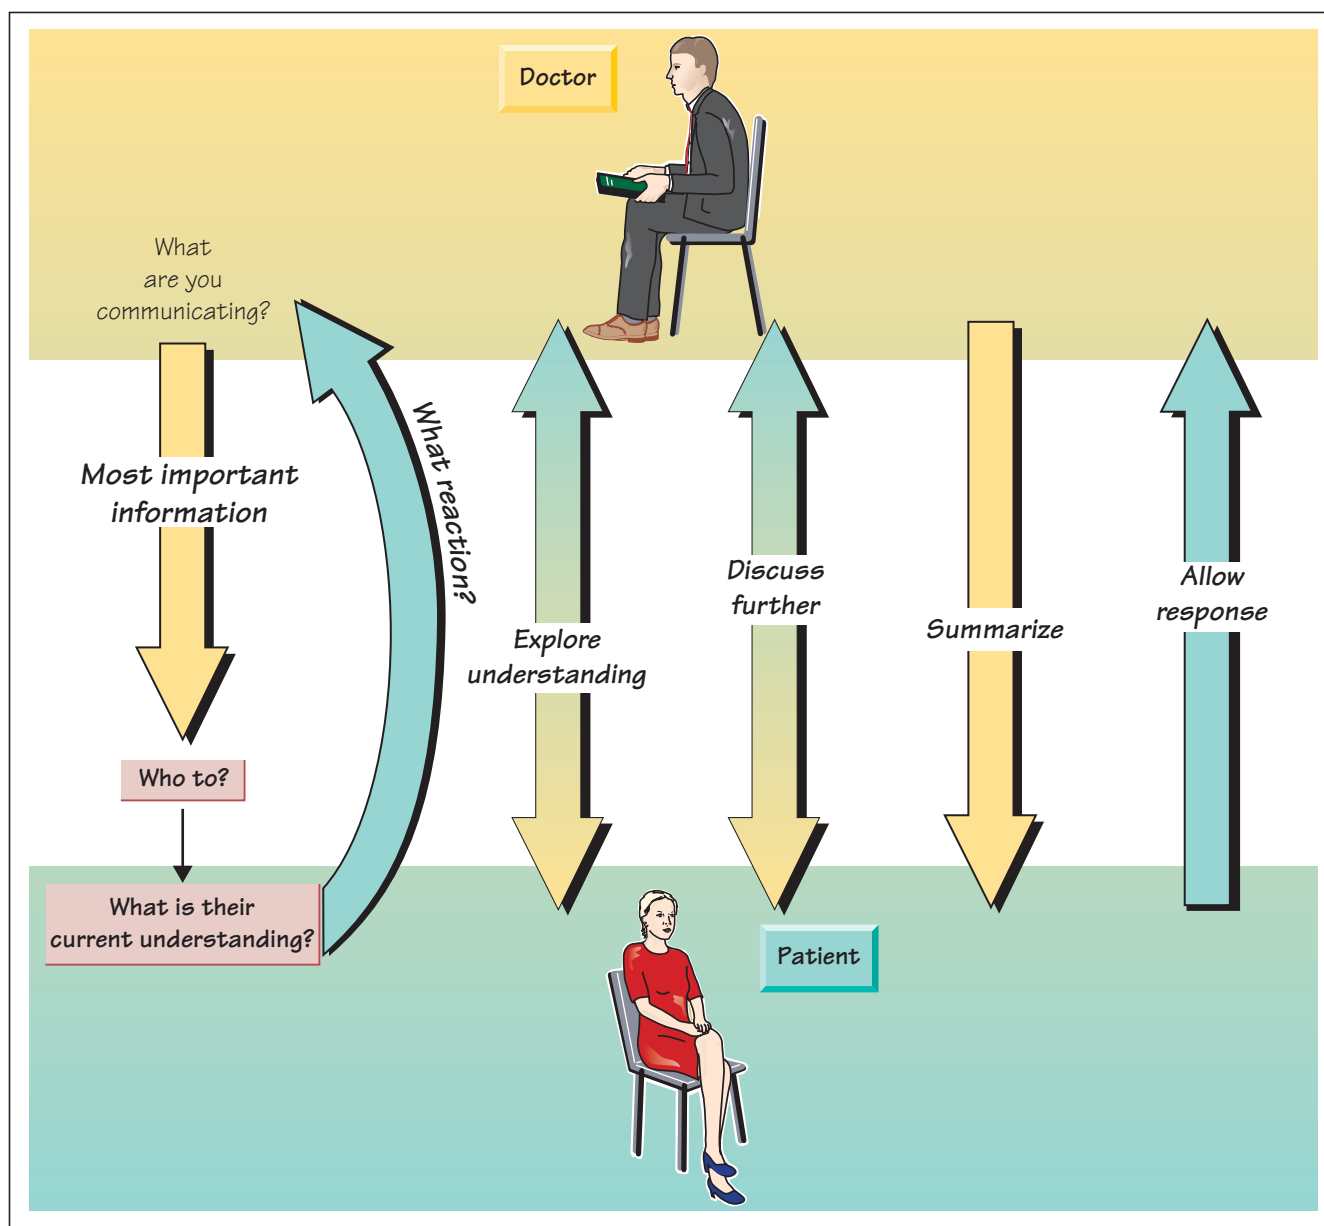 Doctor
What
are you
communicating?
Most important
information
What reaction?
Who to?
What is their
current understanding?
Explore
understanding
Discuss
further
Summarize
Allow
response
Patient